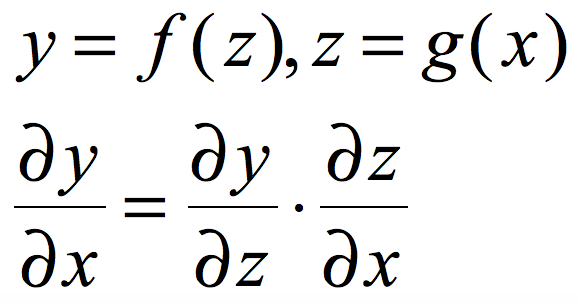 y = f(z), z = g(x)
∂y/∂x = ∂y/∂z · ∂z/∂x